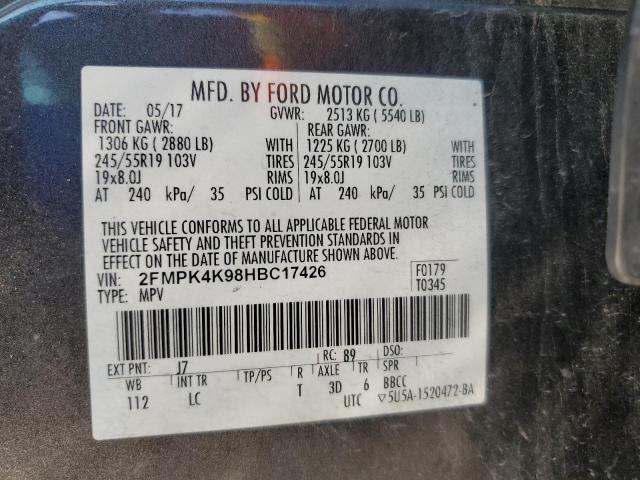 MFD. BY FORD MOTOR CO.
DATE: 05/17 GVWR: 2513 KG ( 5540 LB)
FRONT GAWR: REAR GAWR:
1306 KG ( 2880 LB) WITH 1225 KG ( 2700 LB) WITH
245/55R19 103V TIRES 245/55R19 103V TIRES
19x8.0J RIMS 19x8.0J RIMS
AT 240 kPa/ 35 PSI COLD AT 240 kPa/ 35 PSI COLD
THIS VEHICLE CONFORMS TO ALL APPLICABLE FEDERAL MOTOR
VEHICLE SAFETY AND THEFT PREVENTION STANDARDS IN
EFFECT ON THE DATE OF MANUFACTURE SHOWN ABOVE.
VIN: 2FMPK4K98HBC17426 F0179
TYPE: MPV T0345
EXT PNT: J7 RC: 89 DSO:
WB INT TR TP/PS R AXLE TR SPR
112 LC T 3D 6 BBCC
UTC ▽5U5A-1520472-BA